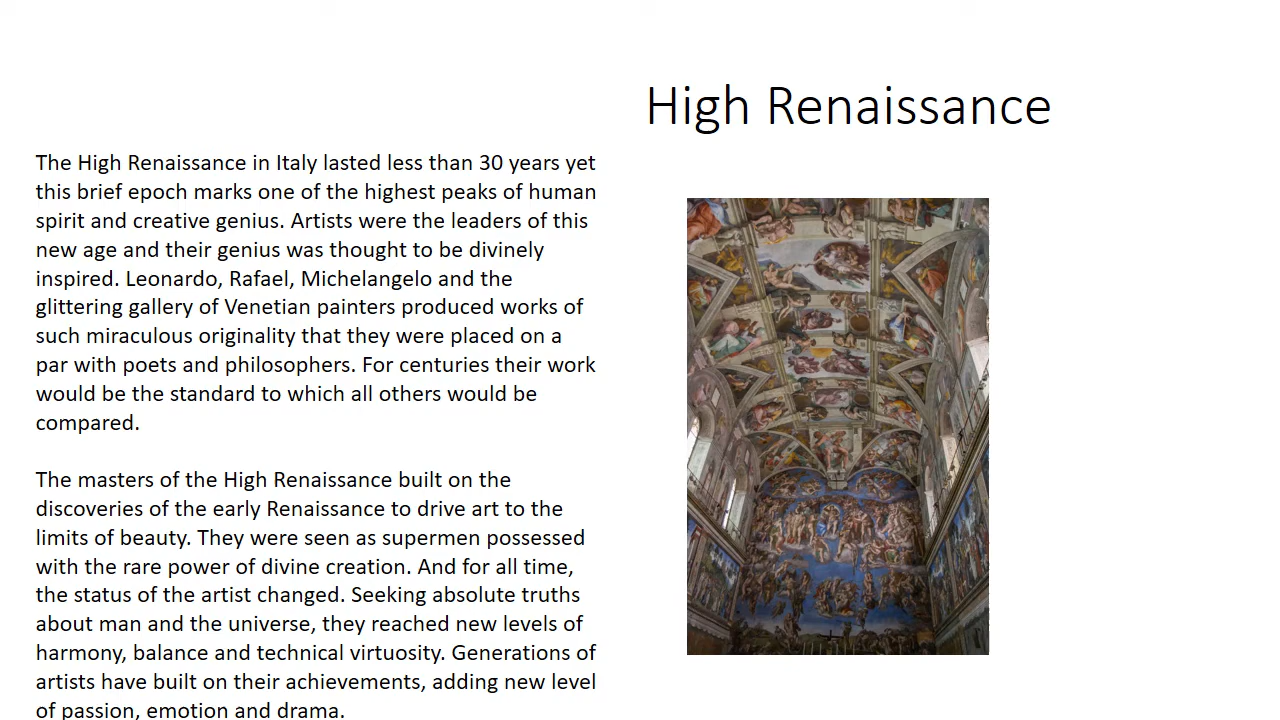 High Renaissance
The High Renaissance in Italy lasted less than 30 years yet
this brief epoch marks one of the highest peaks of human
spirit and creative genius. Artists were the leaders of this
new age and their genius was thought to be divinely
inspired. Leonardo, Rafael, Michelangelo and the
glittering gallery of Venetian painters produced works of
such miraculous originality that they were placed on a
par with poets and philosophers. For centuries their work
would be the standard to which all others would be
compared.
The masters of the High Renaissance built on the
discoveries of the early Renaissance to drive art to the
limits of beauty. They were seen as supermen possessed
with the rare power of divine creation. And for all time,
the status of the artist changed. Seeking absolute truths
about man and the universe, they reached new levels of
harmony, balance and technical virtuosity. Generations of
artists have built on their achievements, adding new level
of passion, emotion and drama.